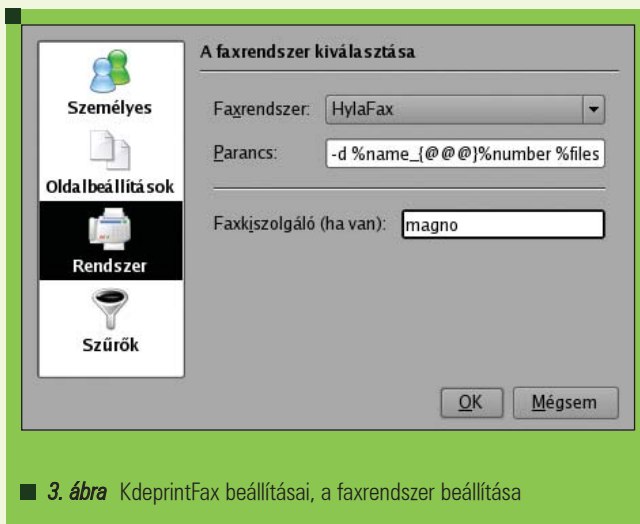 A faxrendszer kiválasztása
Személyes
Oldalbeállítások
Rendszer
Szűrők
Faxrendszer: HylaFax
Parancs: -d %name_{@@@}%number %files
Faxkiszolgáló (ha van): magno
OK Mégsem
3. ábra KdeprintFax beállításai, a faxrendszer beállítása